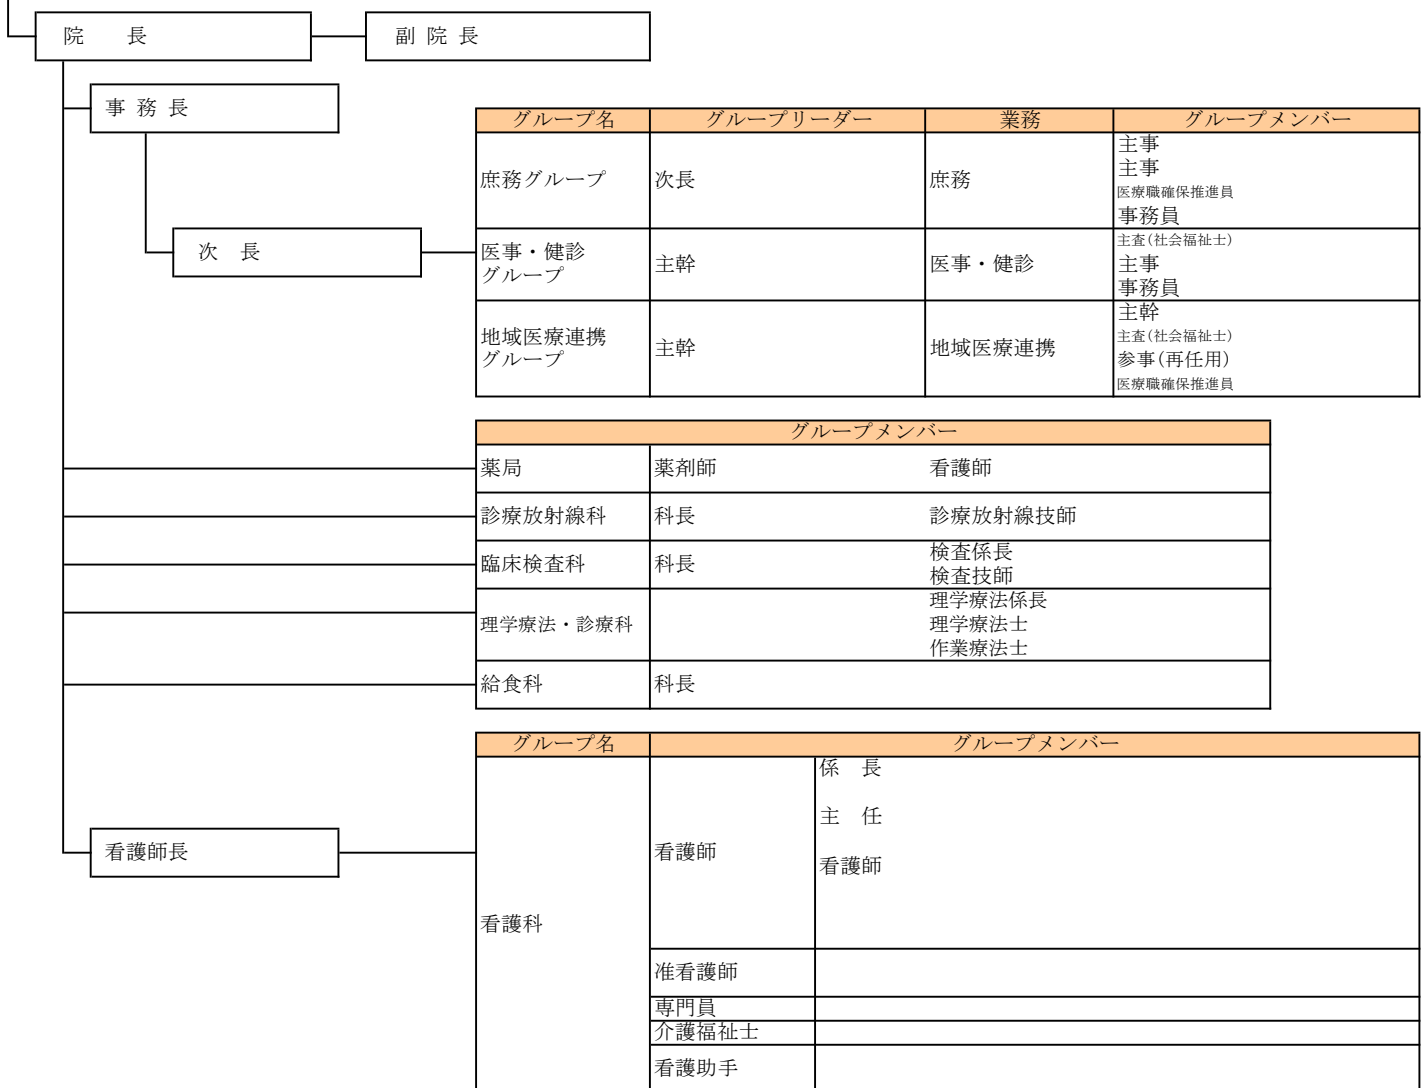 院　長
副 院 長
事 務 長
次　長
グループ名
グループリーダー
業務
グループメンバー
庶務グループ
次長
庶務
主事
主事
医療職確保推進員
事務員
医事・健診
グループ
主幹
医事・健診
主査(社会福祉士)
主事
事務員
地域医療連携
グループ
主幹
地域医療連携
主幹
主査(社会福祉士)
参事(再任用)
医療職確保推進員
グループメンバー
薬局
薬剤師
看護師
診療放射線科
科長
診療放射線技師
臨床検査科
科長
検査係長
検査技師
理学療法・診療科
理学療法係長
理学療法士
作業療法士
給食科
科長
看護師長
グループ名
グループメンバー
看護科
看護師
係　長
主　任
看護師
准看護師
専門員
介護福祉士
看護助手